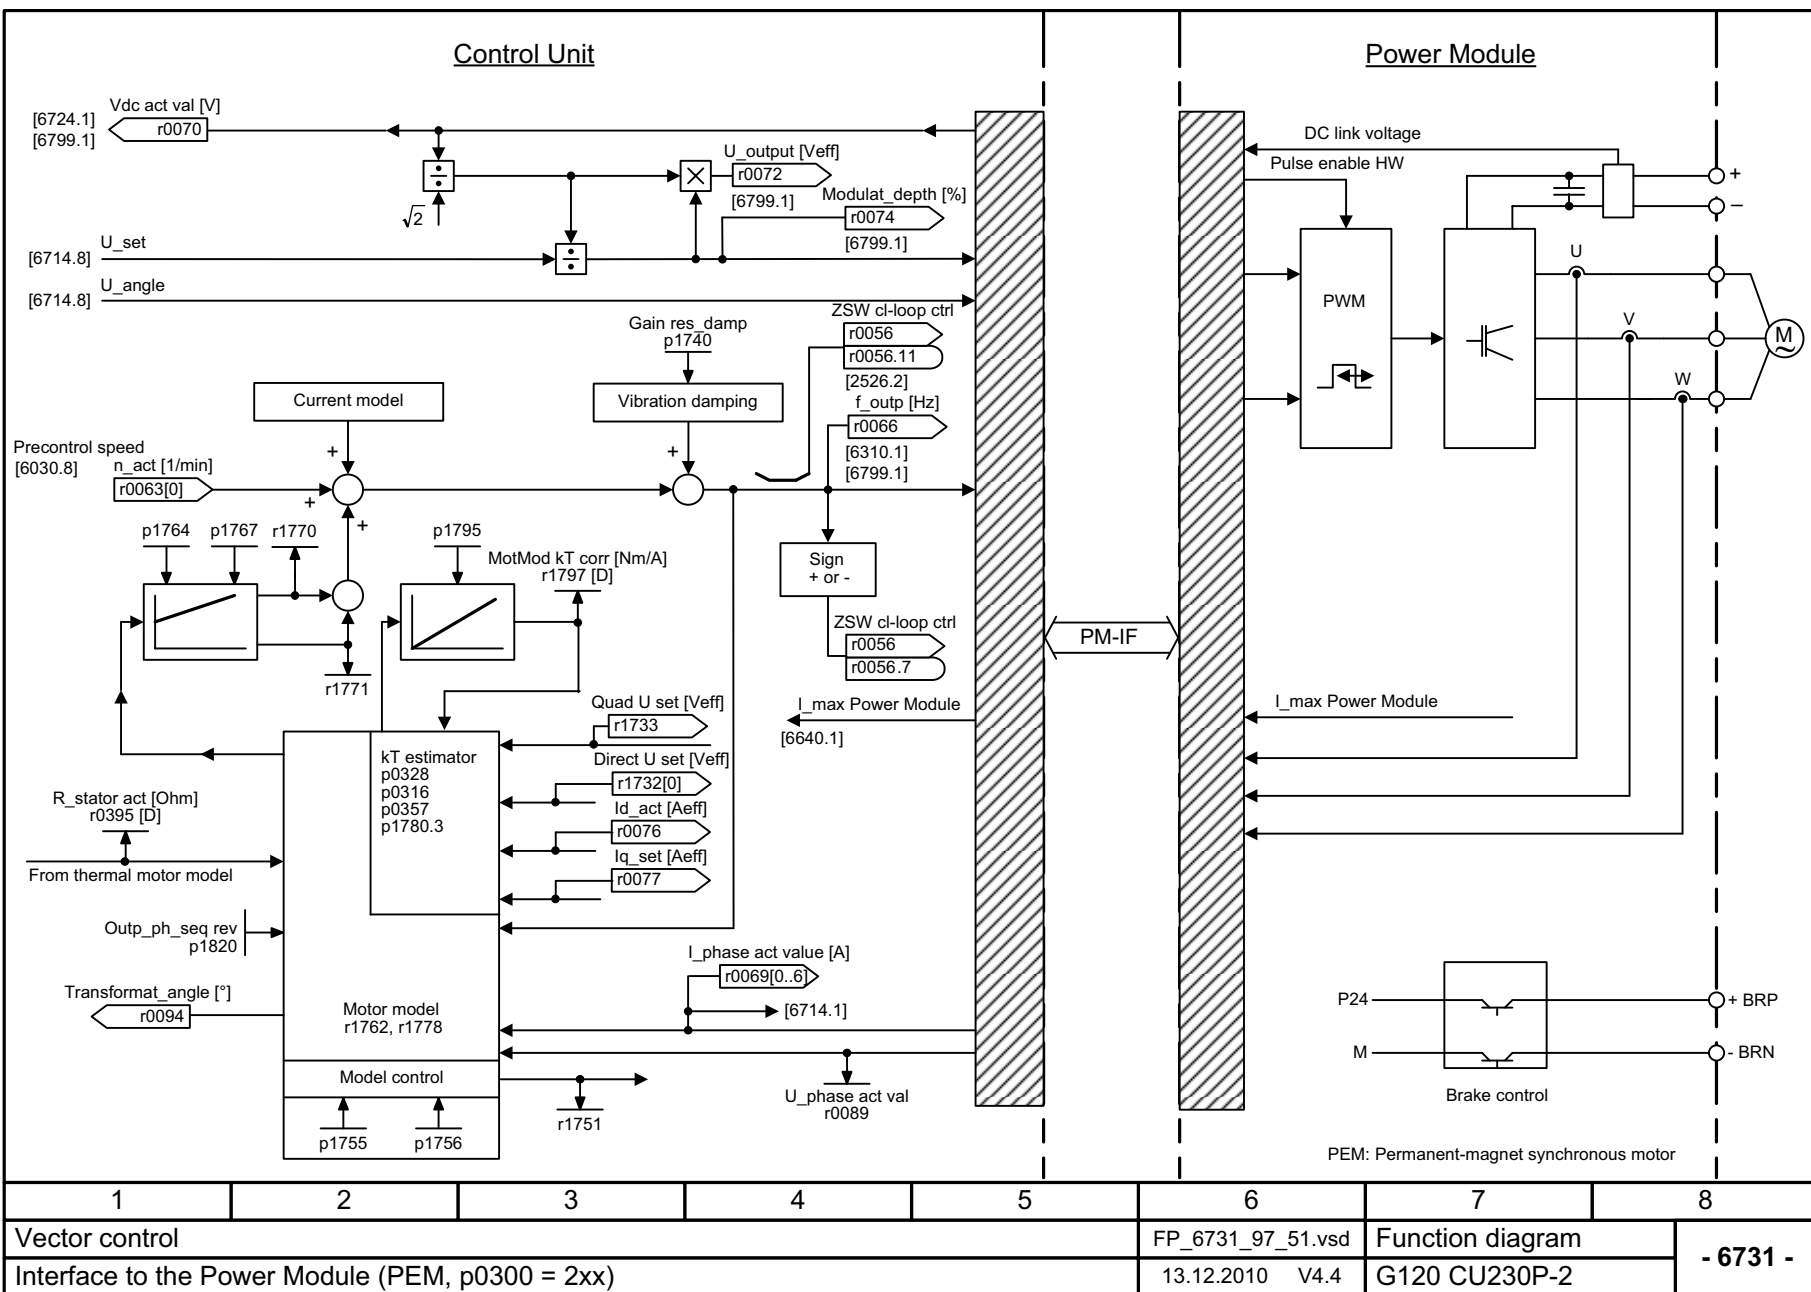 Control Unit
Power Module
Vdc act val [V]
[6724.1]
[6799.1]
r0070
DC link voltage
Pulse enable HW
+
−
÷
√2
×
U_output [Veff]
r0072
[6799.1]
Modulat_depth [%]
r0074
[6799.1]
U_set
[6714.8]
÷
U_angle
[6714.8]
U
V
W
PWM
M
~
Gain res_damp
p1740
ZSW cl-loop ctrl
r0056
r0056.11
[2526.2]
f_outp [Hz]
r0066
[6310.1]
[6799.1]
Current model
Vibration damping
+
+
Precontrol speed
[6030.8]
n_act [1/min]
r0063[0]
+
+
p1764
p1767
r1770
p1795
MotMod kT corr [Nm/A]
r1797 [D]
Sign
+ or -
ZSW cl-loop ctrl
r0056
r0056.7
PM-IF
r1771
Quad U set [Veff]
r1733
I_max Power Module
[6640.1]
I_max Power Module
kT estimator
p0328
p0316
p0357
p1780.3
Direct U set [Veff]
r1732[0]
Id_act [Aeff]
r0076
Iq_set [Aeff]
r0077
R_stator act [Ohm]
r0395 [D]
From thermal motor model
Outp_ph_seq rev
p1820
I_phase act value [A]
r0069[0..6]
[6714.1]
Transformat_angle [°]
r0094
Motor model
r1762, r1778
Model control
U_phase act val
r0089
r1751
p1755
p1756
P24
+ BRP
M
- BRN
Brake control
PEM: Permanent-magnet synchronous motor
1 2 3 4 5 6 7 8
Vector control
FP_6731_97_51.vsd
Function diagram
- 6731 -
Interface to the Power Module (PEM, p0300 = 2xx)
13.12.2010 V4.4
G120 CU230P-2